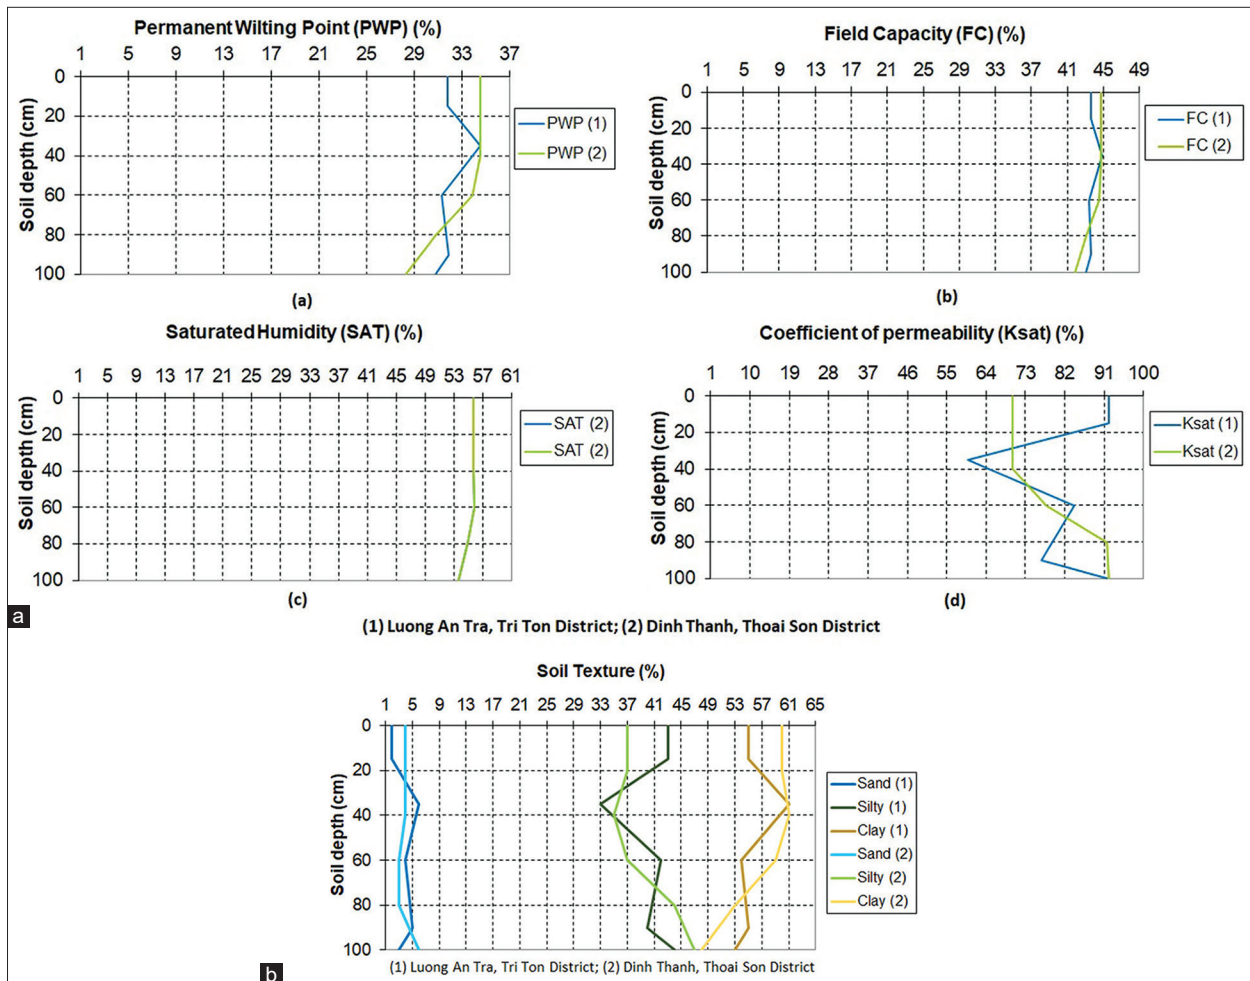 Permanent Wilting Point (PWP) (%)
1 5 9 13 17 21 25 29 31 33 37
0
20
40
60
80
100
Soil depth (cm)
PWP (1)
PWP (2)
(a)
Field Capacity (FC) (%)
1 5 9 13 17 21 25 29 33 37 41 45 49
0
20
40
60
80
100
Soil depth (cm)
FC (1)
FC (2)
(b)
Saturated Humidity (SAT) (%)
1 5 9 13 17 21 25 29 33 37 41 45 49 53 57 61
0
20
40
60
80
100
Soil depth (cm)
SAT (2)
SAT (2)
(c)
Coefficient of permeability (Ksat) (%)
1 10 19 28 37 46 55 64 73 82 91 100
0
20
40
60
80
100
Soil depth (cm)
Ksat (1)
Ksat (2)
(d)
a
(1) Luong An Tra, Tri Ton District; (2) Dinh Thanh, Thoai Son District
Soil Texture (%)
1 5 9 13 17 21 25 29 33 37 41 45 49 53 57 61 65
0
20
40
60
80
100
Soil depth (cm)
Sand (1)
Silty (1)
Clay (1)
Sand (2)
Silty (2)
Clay (2)
b
(1) Luong An Tra, Tri Ton District; (2) Dinh Thanh, Thoai Son District